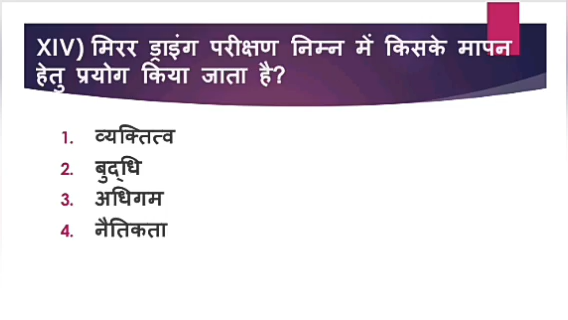 XIV) मिरर ड्राइंग परीक्षण निम्न में किसके मापन
हेतु प्रयोग किया जाता है?
1. व्यक्तित्व
2. बुद्धि
3. अधिगम
4. नैतिकता